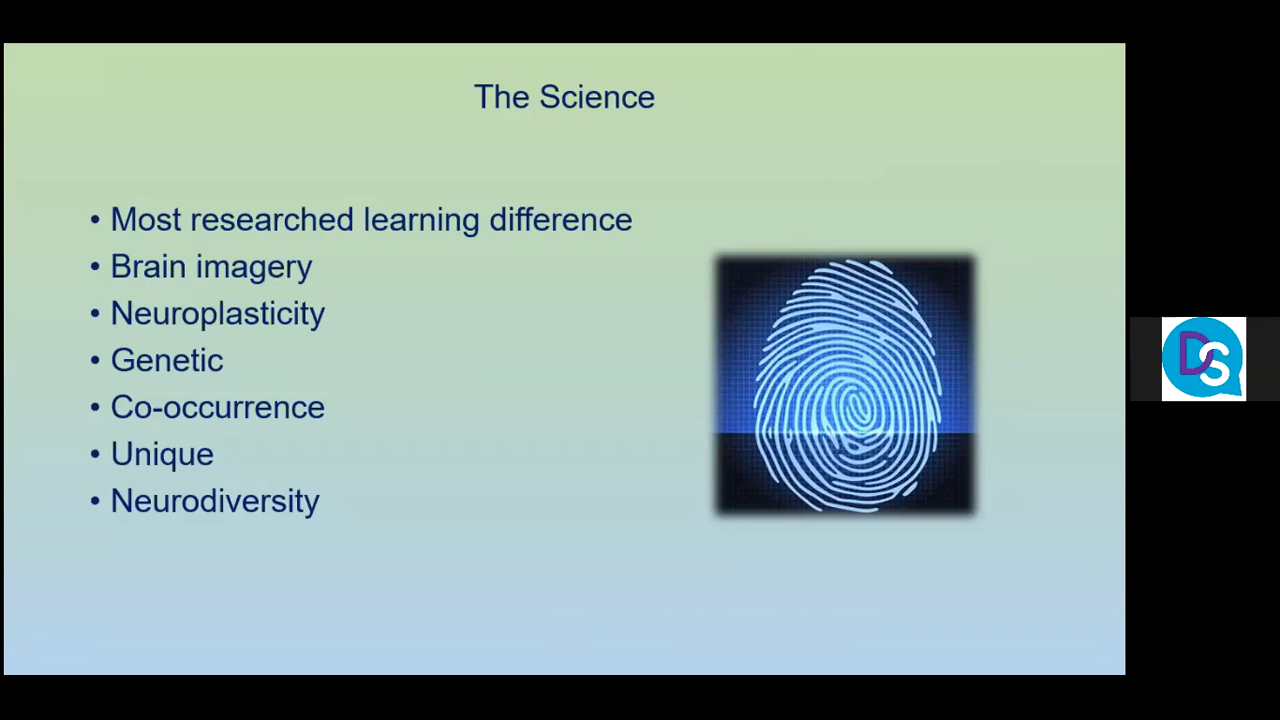 The Science
• Most researched learning difference
• Brain imagery
• Neuroplasticity
• Genetic
• Co-occurrence
• Unique
• Neurodiversity
DS